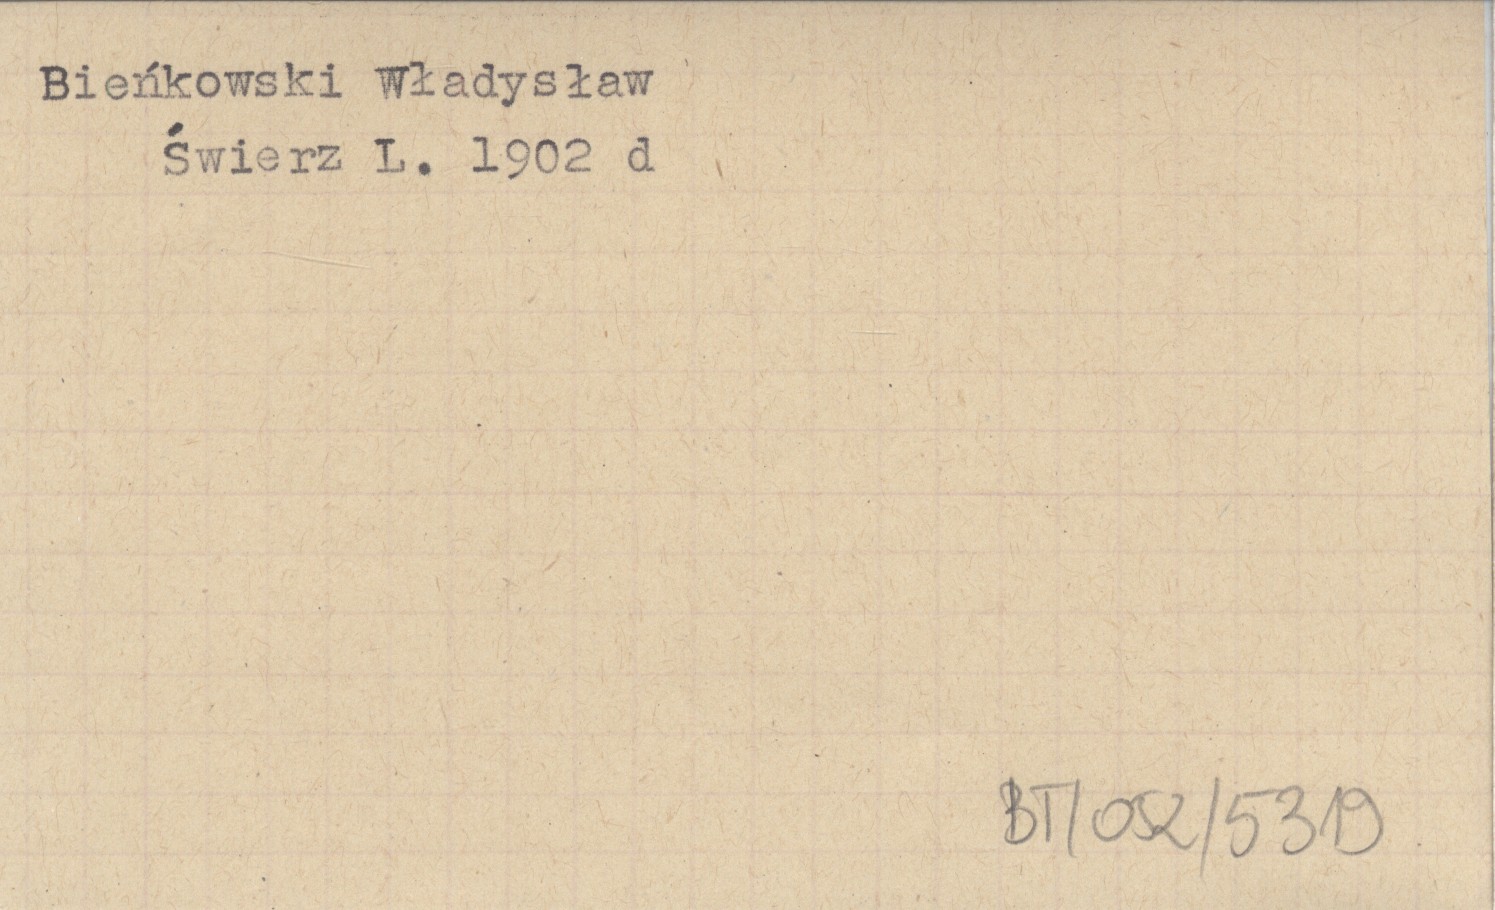 Bieńkowski Władysław
Świerz L. 1902 d
BT/052/5319